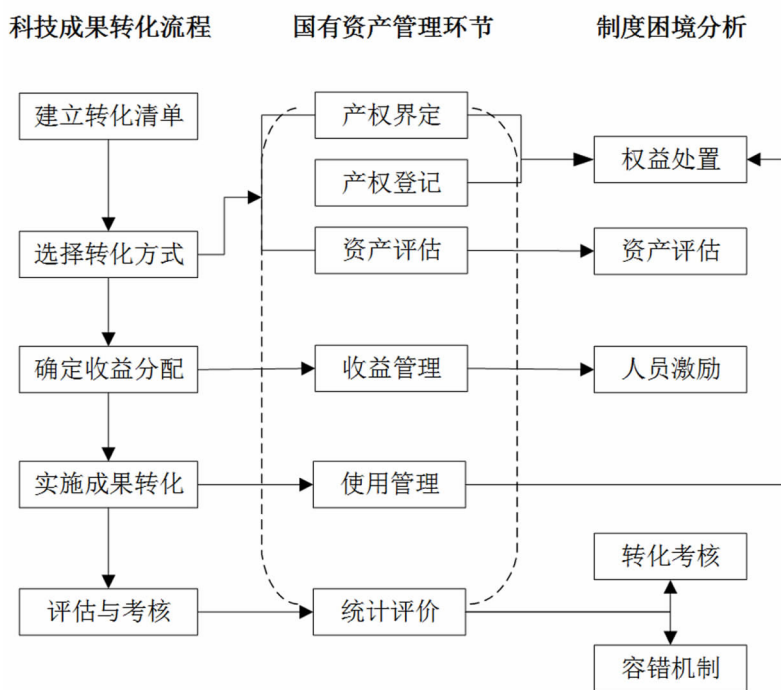 科技成果转化流程
国有资产管理环节
制度困境分析
建立转化清单
产权界定
权益处置
产权登记
选择转化方式
资产评估
资产评估
确定收益分配
收益管理
人员激励
实施成果转化
使用管理
转化考核
评估与考核
统计评价
容错机制